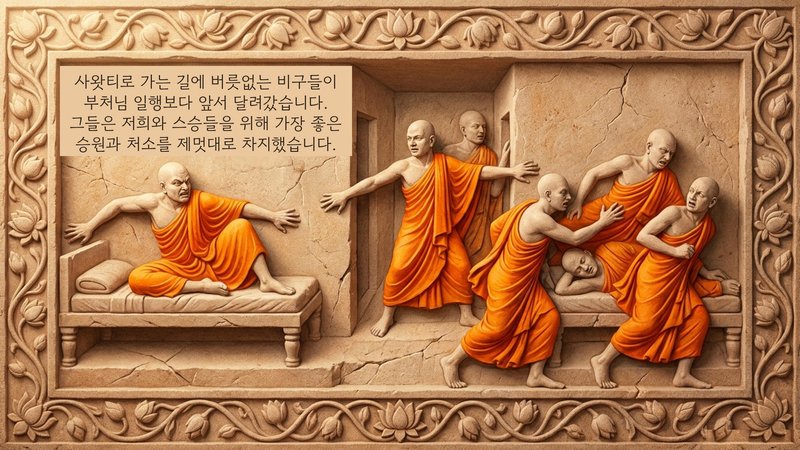 사왓티로 가는 길에 버릇없는 비구들이
부처님 일행보다 앞서 달려갔습니다.
그들은 저희와 스승들을 위해 가장 좋은
승원과 처소를 제멋대로 차지했습니다.